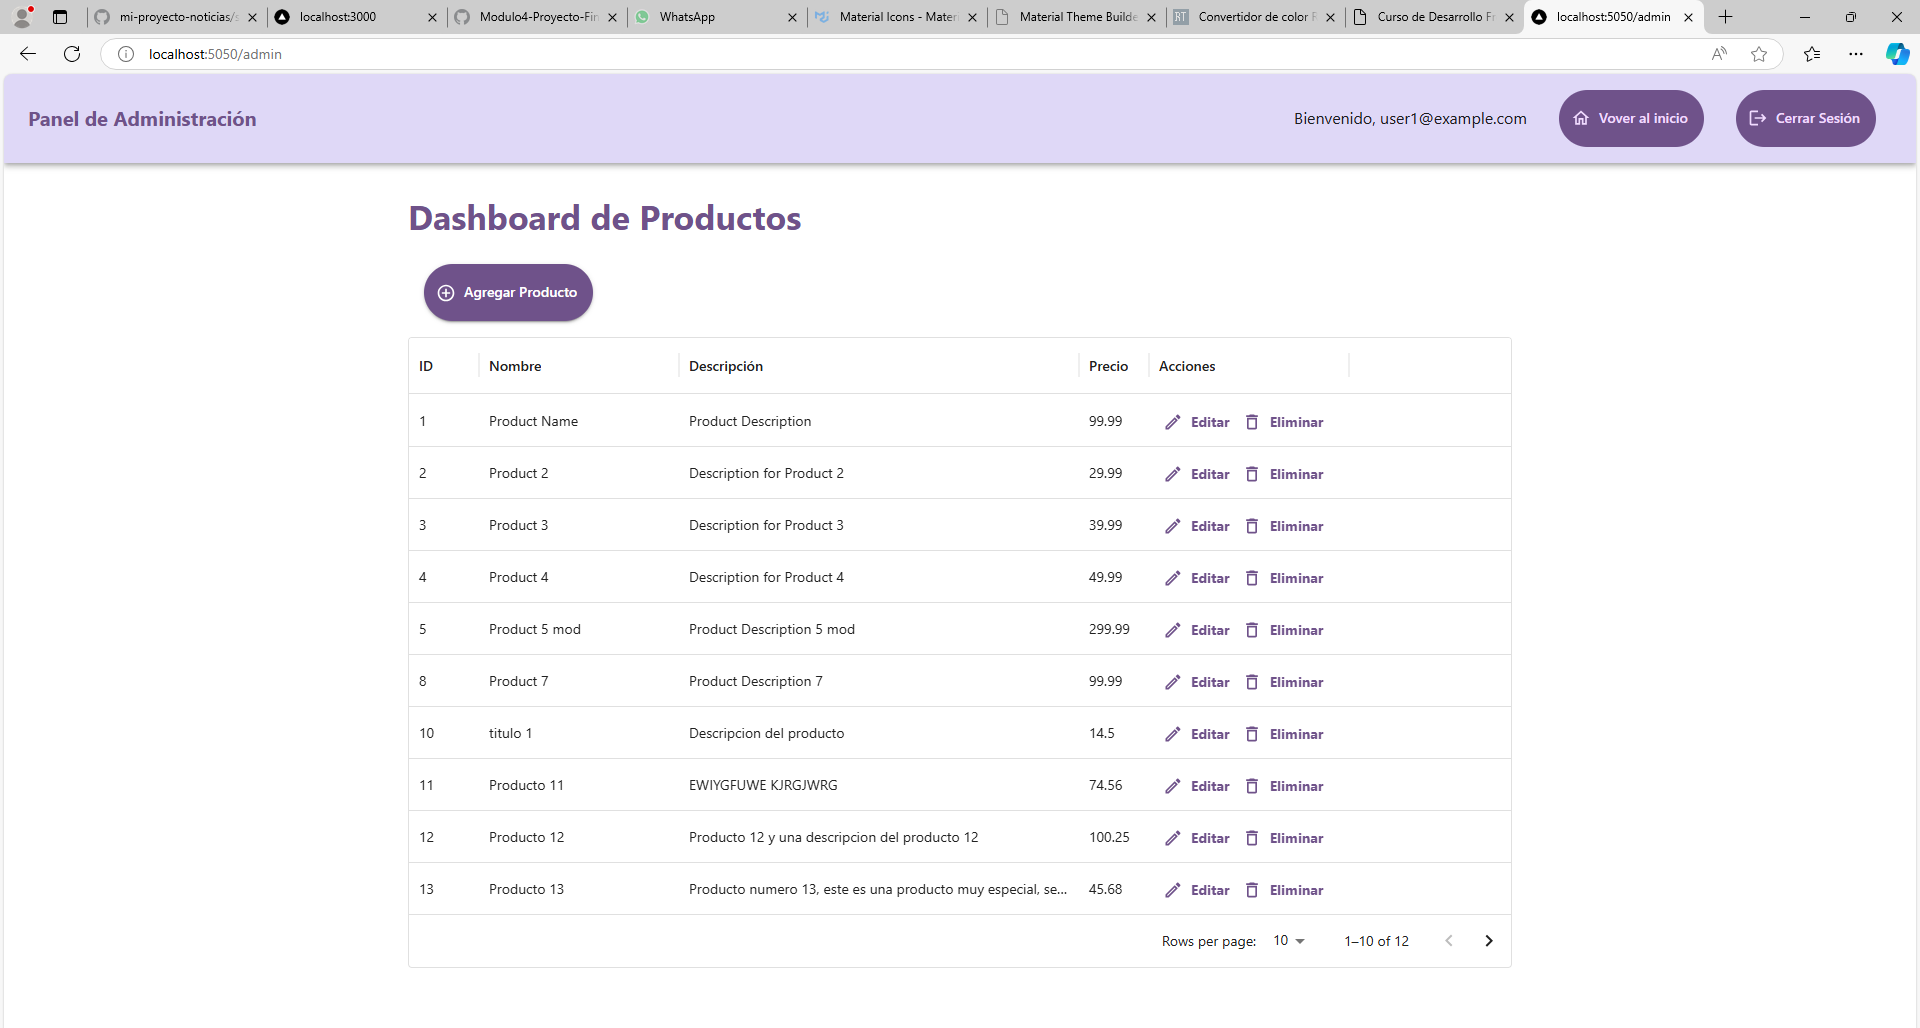 mi-proyecto-noticias/s
localhost:3000
Modulo4-Proyecto-Fin
WhatsApp
Material Icons - Materi
Material Theme Builde
Convertidor de color R
Curso de Desarrollo Fr
localhost:5050/admin
localhost:5050/admin
Panel de Administración
Bienvenido, user1@example.com
Vover al inicio
Cerrar Sesión
Dashboard de Productos
Agregar Producto
ID Nombre Descripción Precio Acciones
1 Product Name Product Description 99.99 Editar Eliminar
2 Product 2 Description for Product 2 29.99 Editar Eliminar
3 Product 3 Description for Product 3 39.99 Editar Eliminar
4 Product 4 Description for Product 4 49.99 Editar Eliminar
5 Product 5 mod Product Description 5 mod 299.99 Editar Eliminar
8 Product 7 Product Description 7 99.99 Editar Eliminar
10 titulo 1 Descripcion del producto 14.5 Editar Eliminar
11 Producto 11 EWIYGFUWE KJRGJWRG 74.56 Editar Eliminar
12 Producto 12 Producto 12 y una descripcion del producto 12 100.25 Editar Eliminar
13 Producto 13 Producto numero 13, este es una producto muy especial, se... 45.68 Editar Eliminar
Rows per page: 10 1–10 of 12